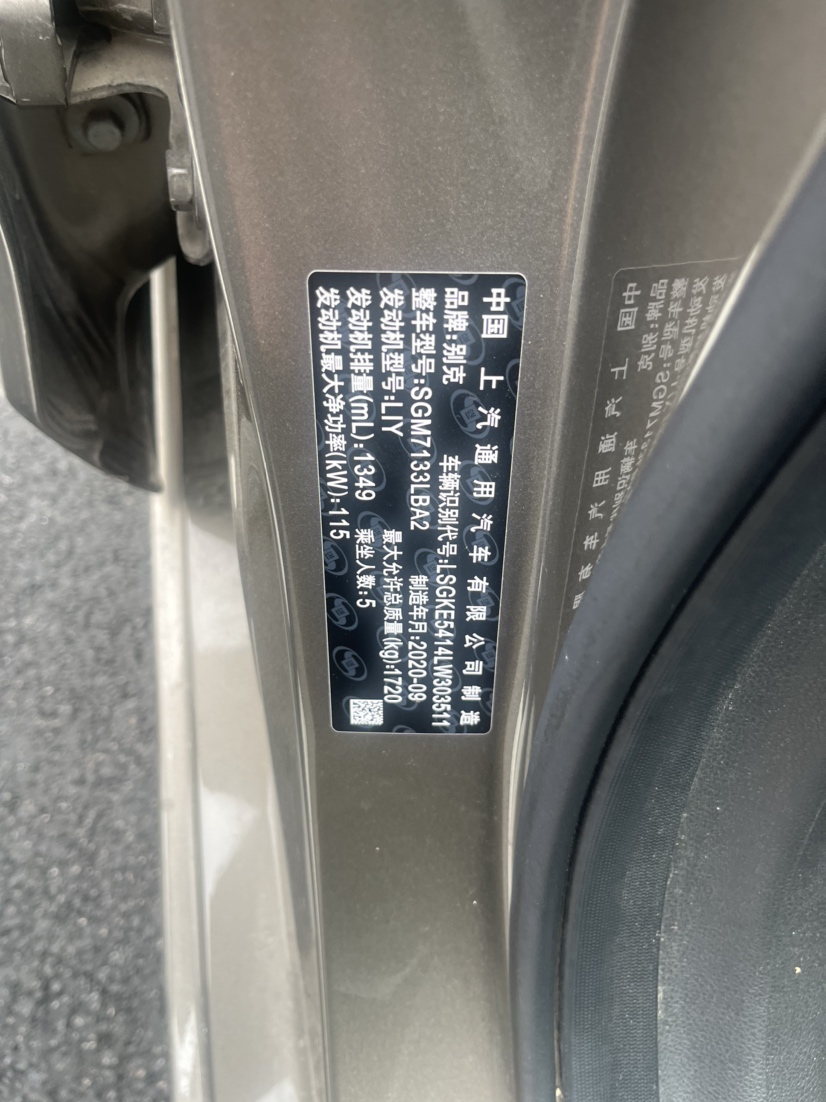 中国 上汽通用汽车有限公司制造
品牌:别克 车辆识别代号:LSGKE5414LW303511
整车型号:SGM7133LBA2 制造年月:2020-09
发动机型号:LIY 最大允许总质量(kg):1720
发动机排量(mL):1349 乘坐人数:5
发动机最大净功率(kW):115